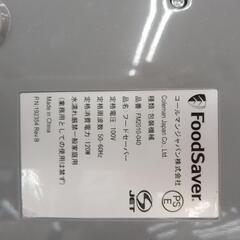 FoodSaver
コールマンジャパン株式会社
Coleman Japan Co. Ltd.
種類 包装機械
品番 FM2010-040
品名 フードセーバー
定格電圧 100V
定格周波数 50-60Hz
定格消費電力 120W
水濡れ厳禁 一般家庭用
(業務用としての使用は禁ず)
Made in China
P.N.192354 Rev B
PS
E
S
JET